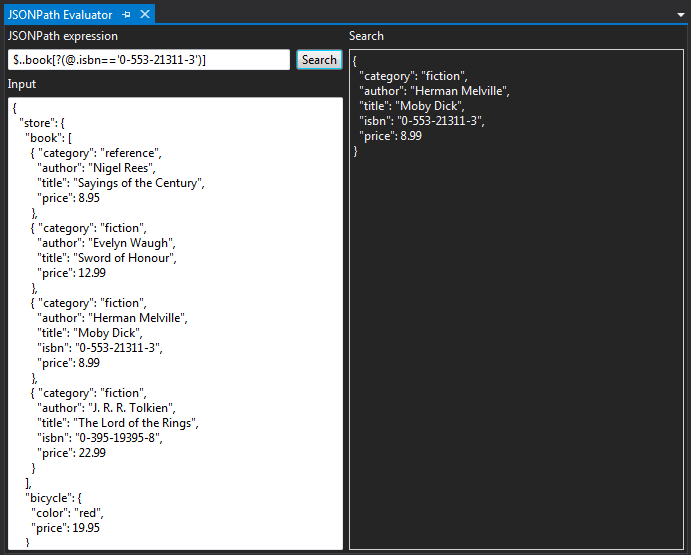 JSONPath Evaluator
JSONPath expression
$..book[?(@.isbn=='0-553-21311-3')]
Search
Input
{
"store": {
"book": [
{ "category": "reference",
"author": "Nigel Rees",
"title": "Sayings of the Century",
"price": 8.95
},
{ "category": "fiction",
"author": "Evelyn Waugh",
"title": "Sword of Honour",
"price": 12.99
},
{ "category": "fiction",
"author": "Herman Melville",
"title": "Moby Dick",
"isbn": "0-553-21311-3",
"price": 8.99
},
{ "category": "fiction",
"author": "J. R. R. Tolkien",
"title": "The Lord of the Rings",
"isbn": "0-395-19395-8",
"price": 22.99
}
],
"bicycle": {
"color": "red",
"price": 19.95
}
Search
{
"category": "fiction",
"author": "Herman Melville",
"title": "Moby Dick",
"isbn": "0-553-21311-3",
"price": 8.99
}